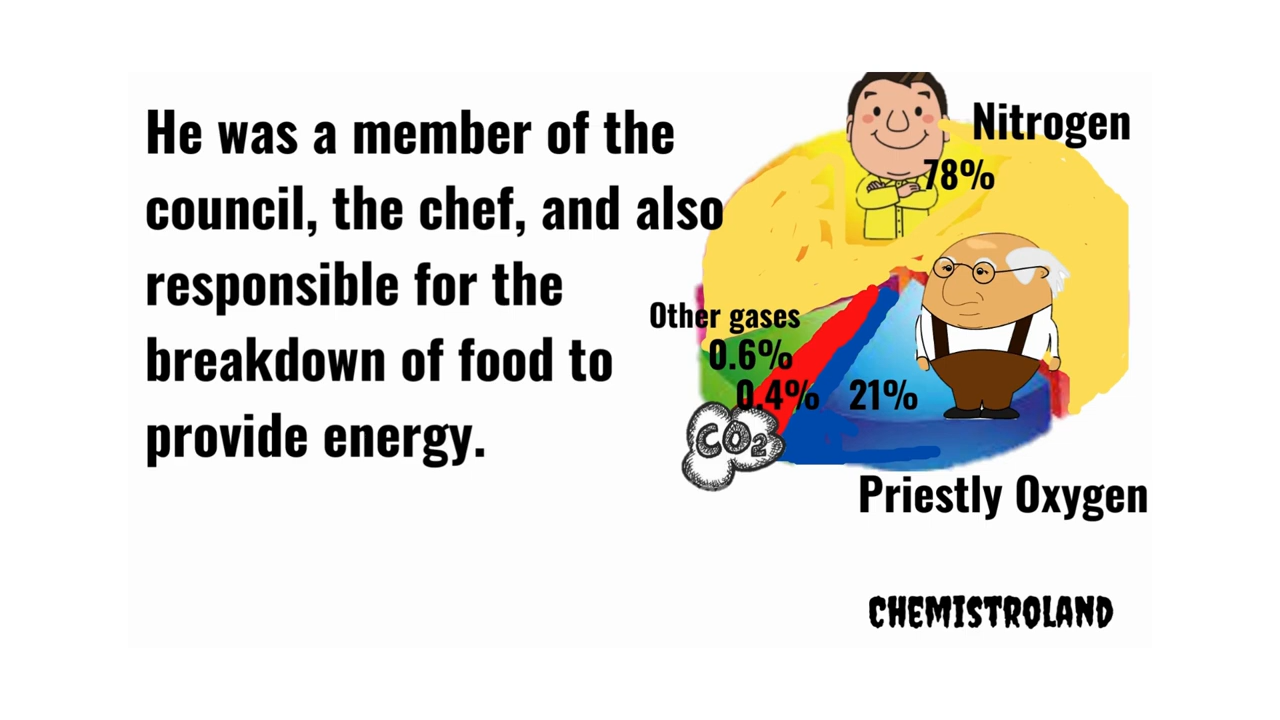 He was a member of the
council, the chef, and also
responsible for the
breakdown of food to
provide energy.
Nitrogen
78%
Other gases
0.6%
0.4%
21%
CO2
Priestly Oxygen
CHEMISTROLAND